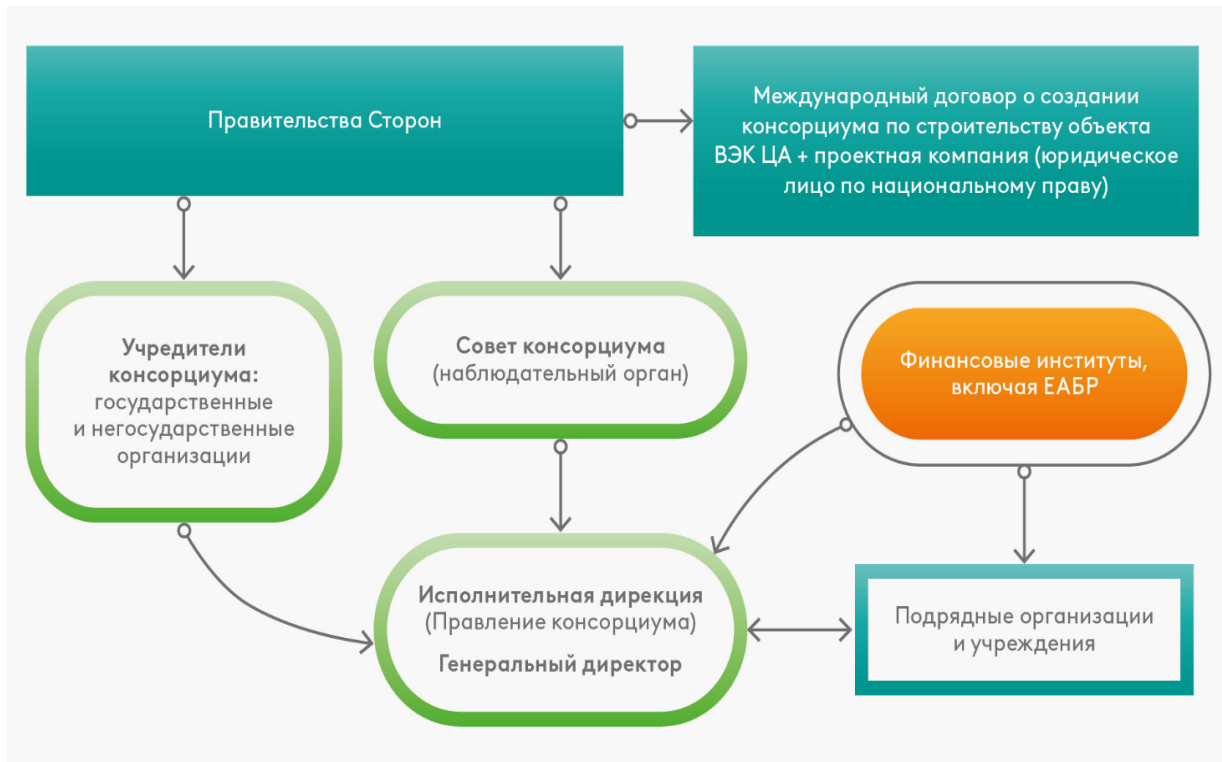 Правительства Сторон
Международный договор о создании
консорциума по строительству объекта
ВЭК ЦА + проектная компания (юридическое
лицо по национальному праву)
Учредители
консорциума:
государственные
и негосударственные
организации
Совет консорциума
(наблюдательный орган)
Финансовые институты,
включая ЕАБР
Исполнительная дирекция
(Правление консорциума)
Генеральный директор
Подрядные организации
и учреждения